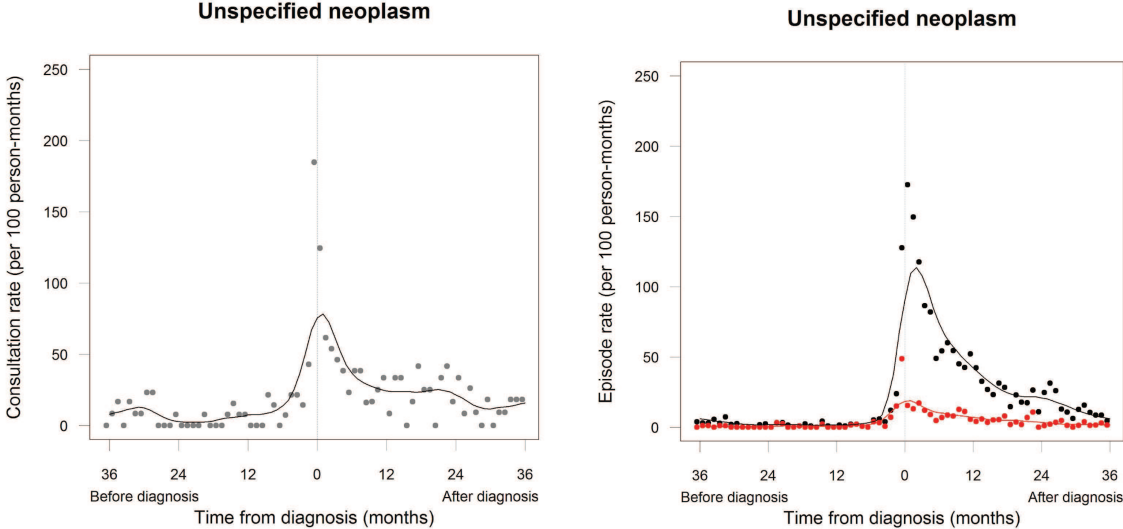 Unspecified neoplasm
Consultation rate (per 100 person-months)
250
200
150
100
50
0
36
24
12
0
12
24
36
Before diagnosis
After diagnosis
Time from diagnosis (months)
Unspecified neoplasm
Episode rate (per 100 person-months)
250
200
150
100
50
0
36
24
12
0
12
24
36
Before diagnosis
After diagnosis
Time from diagnosis (months)